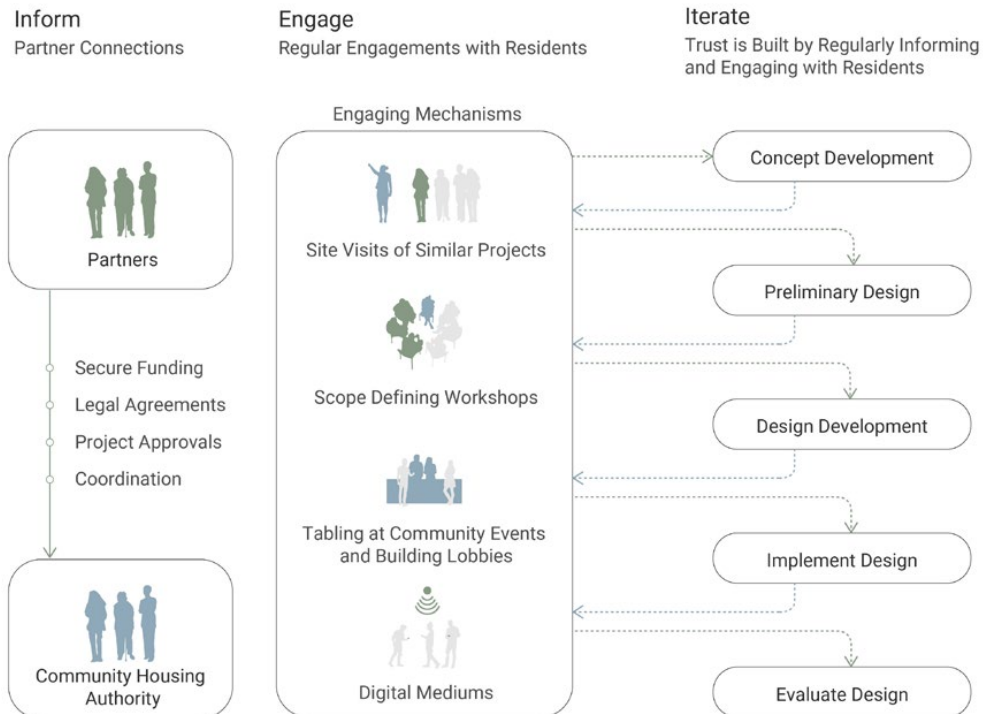 Inform
Partner Connections
Partners
Secure Funding
Legal Agreements
Project Approvals
Coordination
Community Housing
Authority
Engage
Regular Engagements with Residents
Engaging Mechanisms
Site Visits of Similar Projects
Scope Defining Workshops
Tabling at Community Events
and Building Lobbies
Digital Mediums
Iterate
Trust is Built by Regularly Informing
and Engaging with Residents
Concept Development
Preliminary Design
Design Development
Implement Design
Evaluate Design